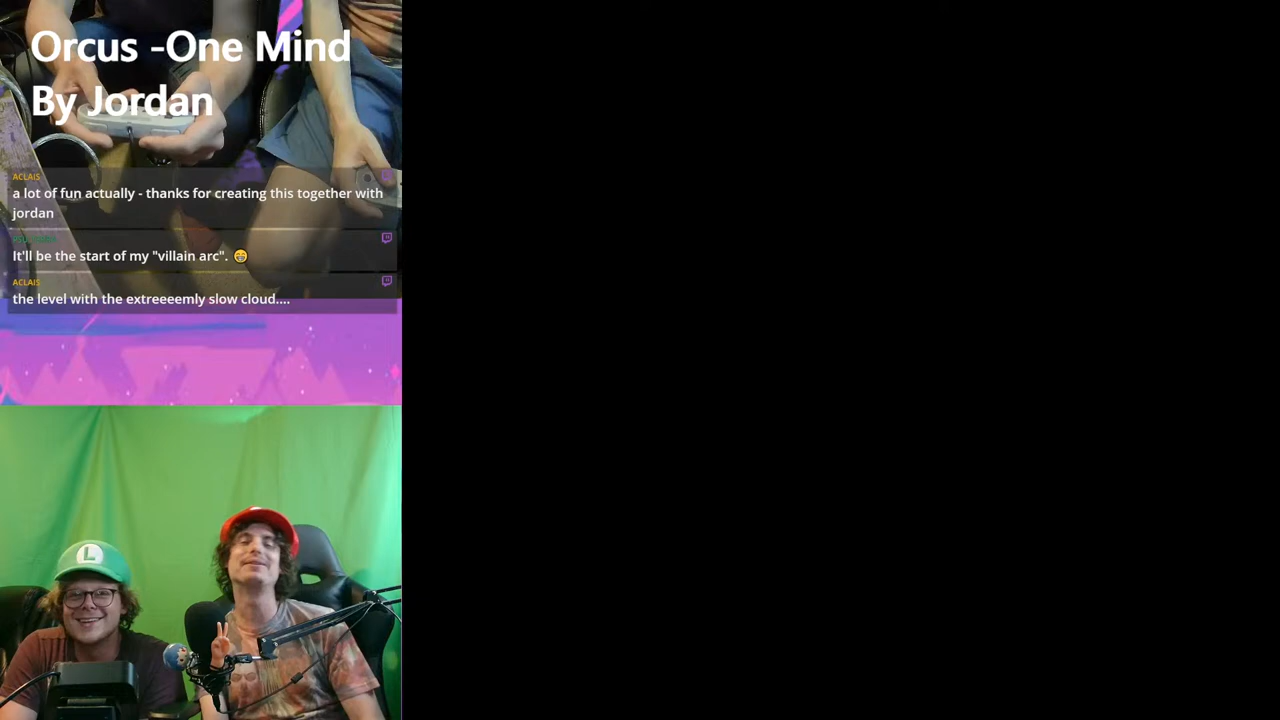 Orcus -One Mind
By Jordan
ACLAIS
a lot of fun actually - thanks for creating this together with
jordan
It'll be the start of my "villain arc". 😁
ACLAIS
the level with the extreeeemly slow cloud....
L